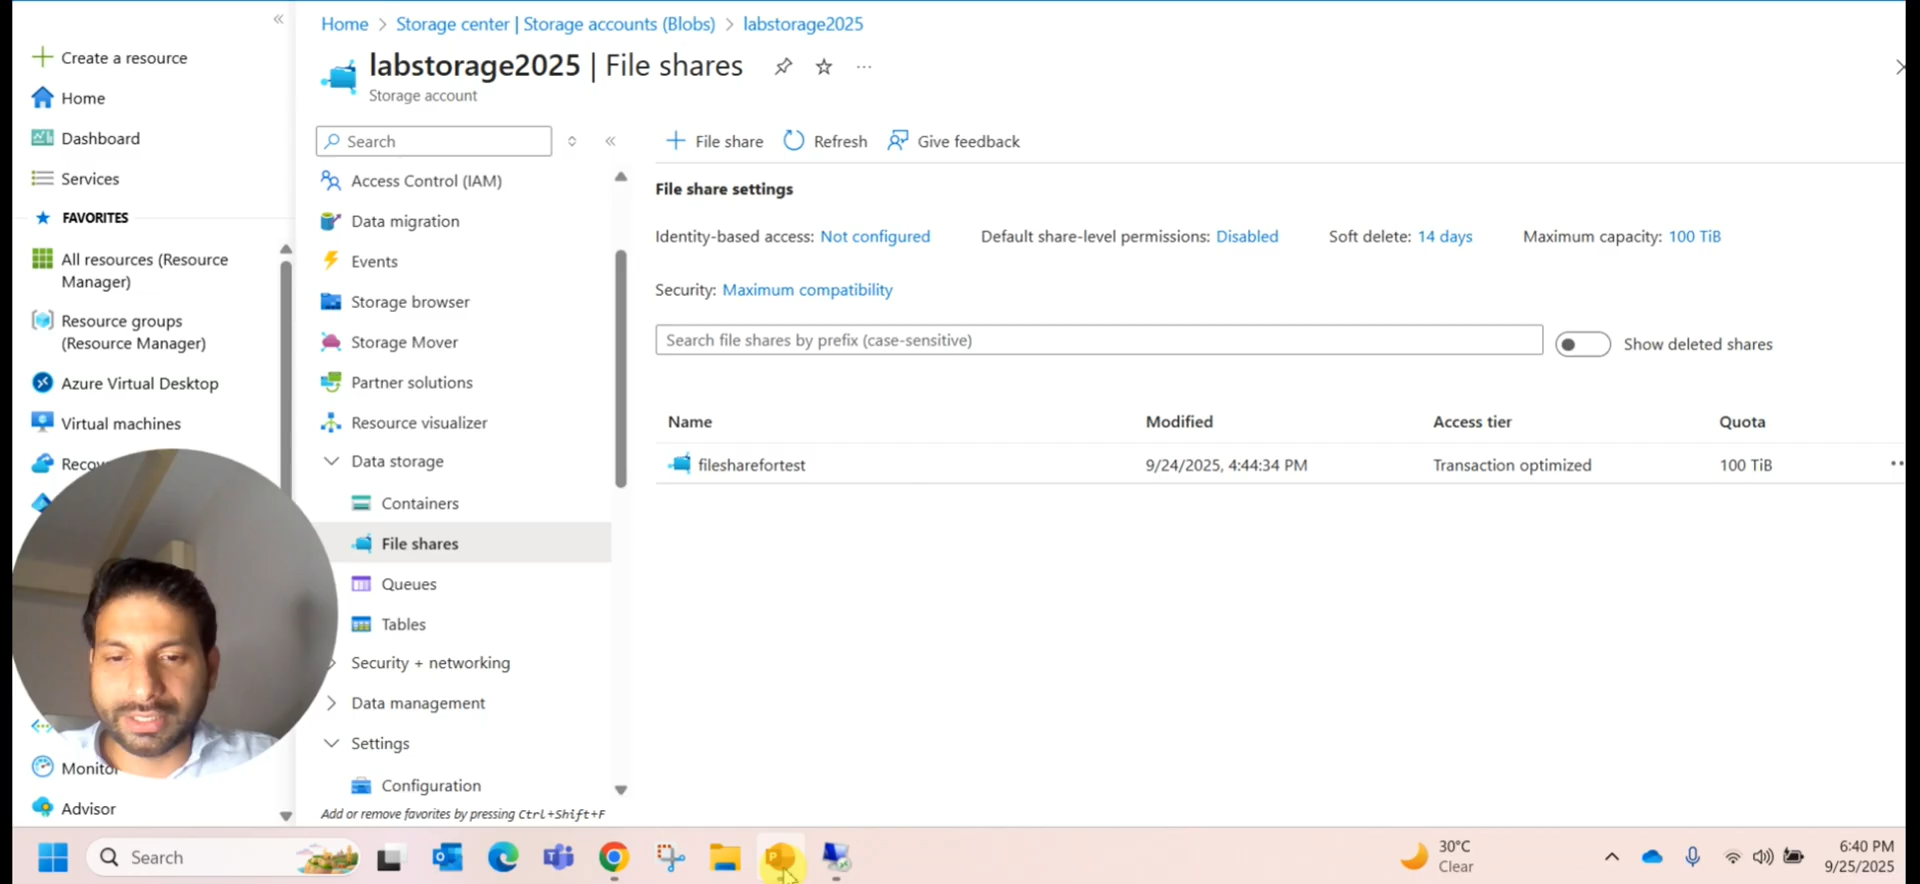 Create a resource
Home
Dashboard
Services
FAVORITES
All resources (Resource
Manager)
Resource groups
(Resource Manager)
Azure Virtual Desktop
Virtual machines
Monitor
Advisor
Home > Storage center | Storage accounts (Blobs) > labstorage2025
labstorage2025 | File shares
Storage account
Search
Access Control (IAM)
Data migration
Events
Storage browser
Storage Mover
Partner solutions
Resource visualizer
Data storage
Containers
File shares
Queues
Tables
Security + networking
Data management
Settings
Configuration
Add or remove favorites by pressing Ctrl+Shift+F
File share
Refresh
Give feedback
File share settings
Identity-based access: Not configured
Default share-level permissions: Disabled
Soft delete: 14 days
Maximum capacity: 100 TiB
Security: Maximum compatibility
Search file shares by prefix (case-sensitive)
Show deleted shares
Name Modified Access tier Quota
filesharefortest 9/24/2025, 4:44:34 PM Transaction optimized 100 TiB
Search
30°C
Clear
6:40 PM
9/25/2025